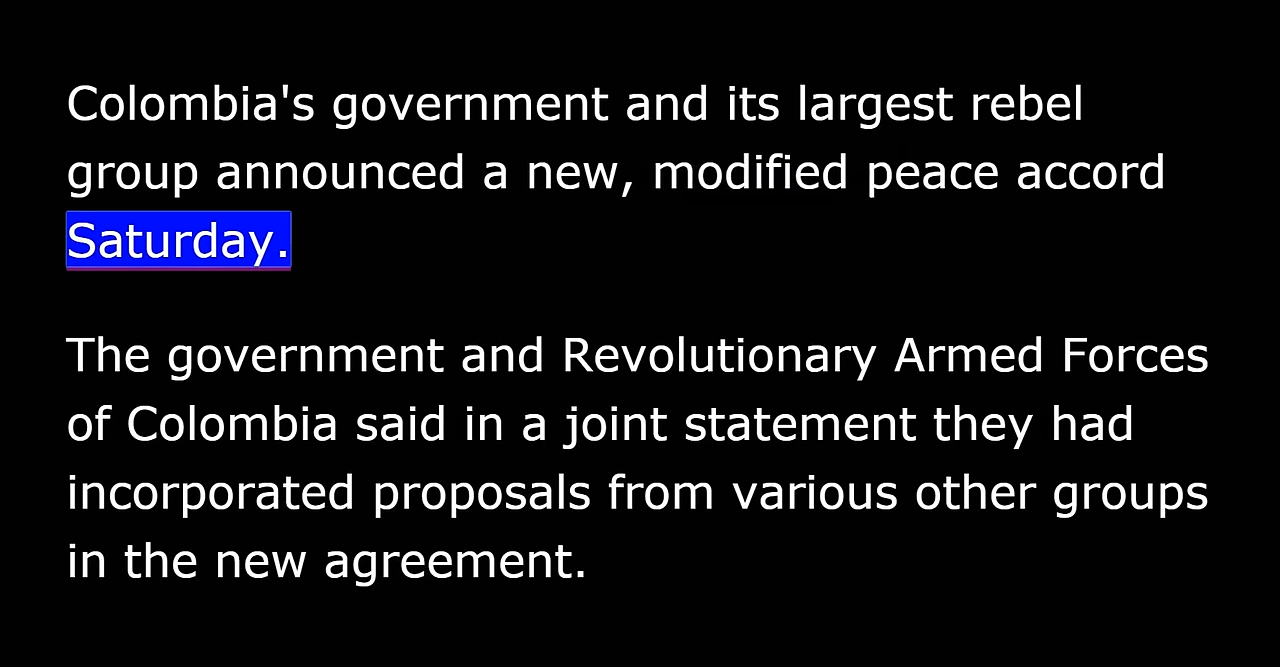 Colombia's government and its largest rebel
group announced a new, modified peace accord
Saturday.
The government and Revolutionary Armed Forces
of Colombia said in a joint statement they had
incorporated proposals from various other groups
in the new agreement.